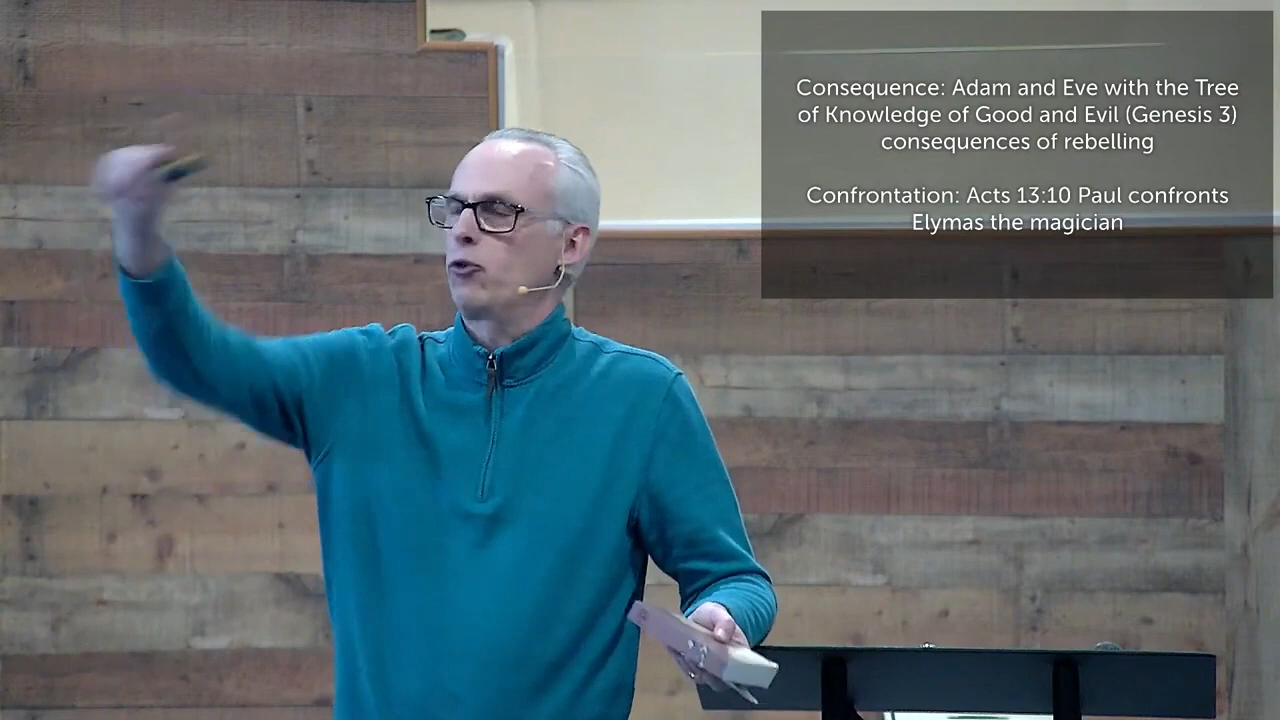 Consequence: Adam and Eve with the Tree
of Knowledge of Good and Evil (Genesis 3)
consequences of rebelling
Confrontation: Acts 13:10 Paul confronts
Elymas the magician